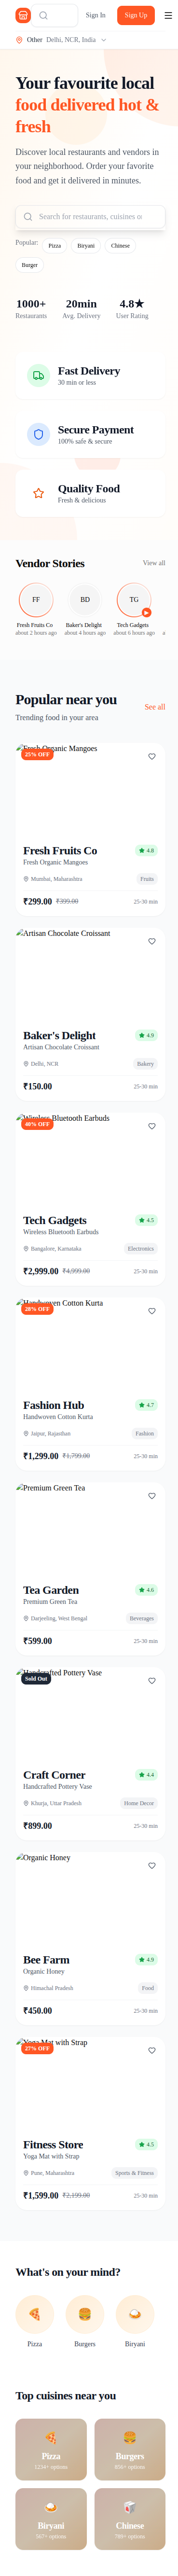 Sign In
Sign Up
Other Delhi, NCR, India
Your favourite local
food delivered hot &
fresh
Discover local restaurants and vendors in
your neighborhood. Order your favorite
food and get it delivered in minutes.
Search for restaurants, cuisines or
Popular:
Pizza
Biryani
Chinese
Burger
1000+
Restaurants
20min
Avg. Delivery
4.8★
User Rating
Fast Delivery
30 min or less
Secure Payment
100% safe & secure
Quality Food
Fresh & delicious
Vendor Stories
View all
FF
BD
TG
Fresh Fruits Co
Baker's Delight
Tech Gadgets
about 2 hours ago
about 4 hours ago
about 6 hours ago
a
Popular near you
Trending food in your area
See all
Fresh Organic Mangoes
25% OFF
Fresh Fruits Co
4.8
Fresh Organic Mangoes
Mumbai, Maharashtra
Fruits
₹299.00 ₹399.00
25-30 min
Artisan Chocolate Croissant
Baker's Delight
4.9
Artisan Chocolate Croissant
Delhi, NCR
Bakery
₹150.00
25-30 min
Wireless Bluetooth Earbuds
40% OFF
Tech Gadgets
4.5
Wireless Bluetooth Earbuds
Bangalore, Karnataka
Electronics
₹2,999.00 ₹4,999.00
25-30 min
Handwoven Cotton Kurta
28% OFF
Fashion Hub
4.7
Handwoven Cotton Kurta
Jaipur, Rajasthan
Fashion
₹1,299.00 ₹1,799.00
25-30 min
Premium Green Tea
Tea Garden
4.6
Premium Green Tea
Darjeeling, West Bengal
Beverages
₹599.00
25-30 min
Handcrafted Pottery Vase
Sold Out
Craft Corner
4.4
Handcrafted Pottery Vase
Khurja, Uttar Pradesh
Home Decor
₹899.00
25-30 min
Organic Honey
Bee Farm
4.9
Organic Honey
Himachal Pradesh
Food
₹450.00
25-30 min
Yoga Mat with Strap
27% OFF
Fitness Store
4.5
Yoga Mat with Strap
Pune, Maharashtra
Sports & Fitness
₹1,599.00 ₹2,199.00
25-30 min
What's on your mind?
Pizza
Burgers
Biryani
Top cuisines near you
Pizza
1234+ options
Burgers
856+ options
Biryani
567+ options
Chinese
789+ options